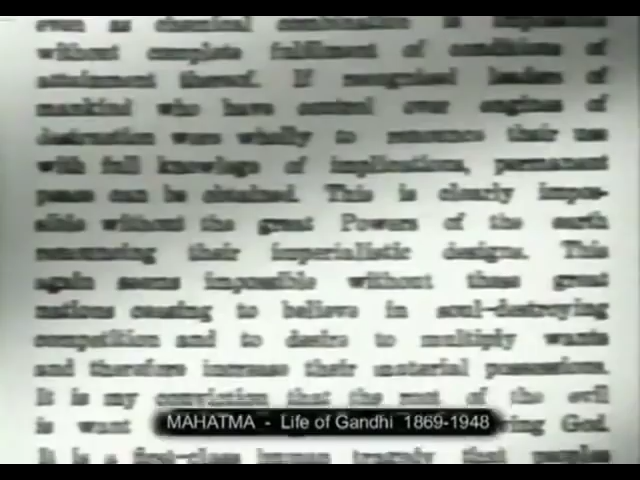 even as chemical combination is
without complete fulfilment of conditions of
attainment thereof. If recognised leaders of
mankind who have control over engines of
destruction were wholly to renounce their use
with full knowlege of implications, permanent
peace can be obtained. This is clearly impos-
sible without the great Powers of the earth
renouncing their imperialistic designs. This
again seems impossible without these great
nations ceasing to believe in soul-destroying
competition and to desire to multiply wants
and therefore increase their material possessions.
It is my conviction that the root of the evil
is want God.
It is a first-class human tragedy that peoples
MAHATMA - Life of Gandhi 1869-1948